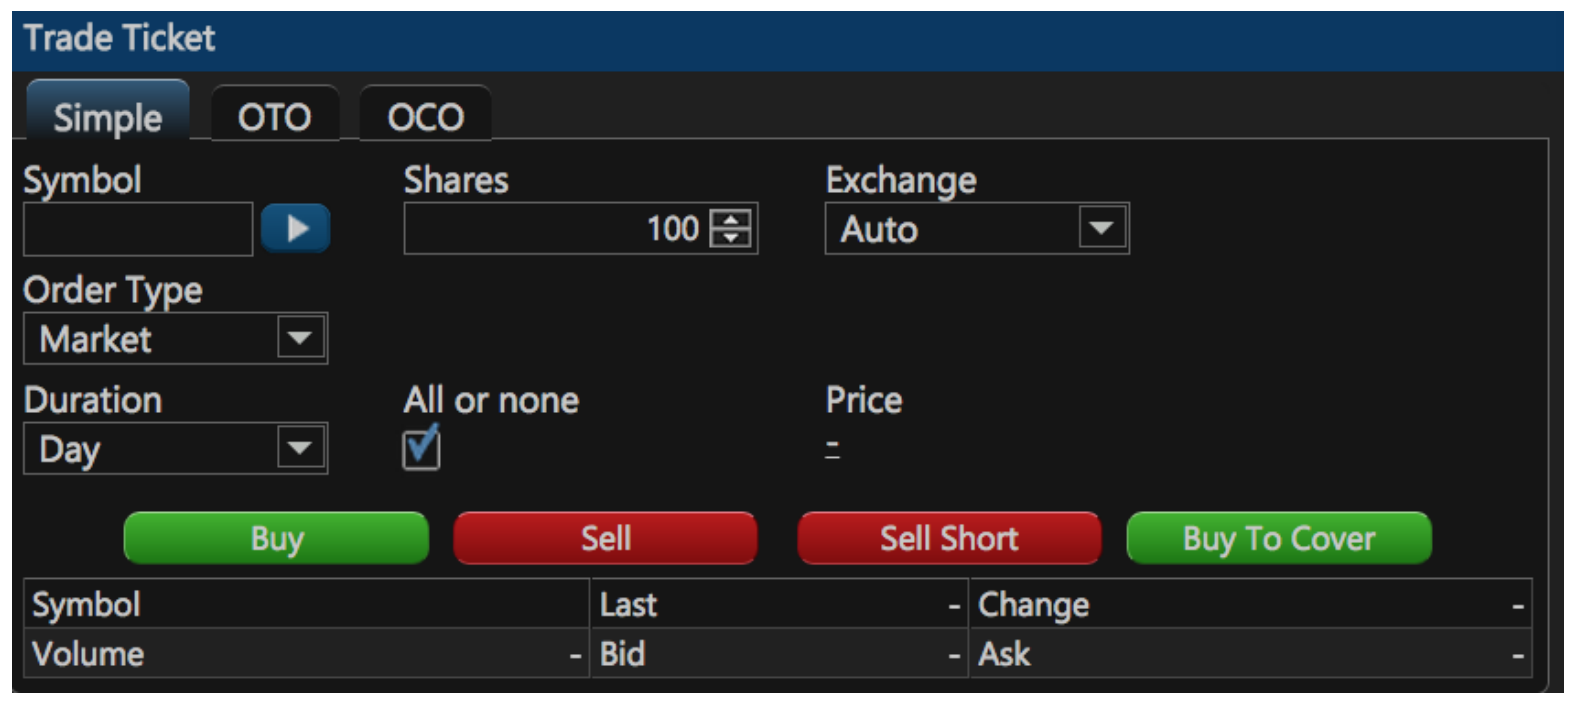 Trade Ticket
Simple OTO OCO
Symbol Shares Exchange
100 Auto
Order Type
Market
Duration All or none Price
Day -
Buy Sell Sell Short Buy To Cover
Symbol Last - Change -
Volume - Bid - Ask -